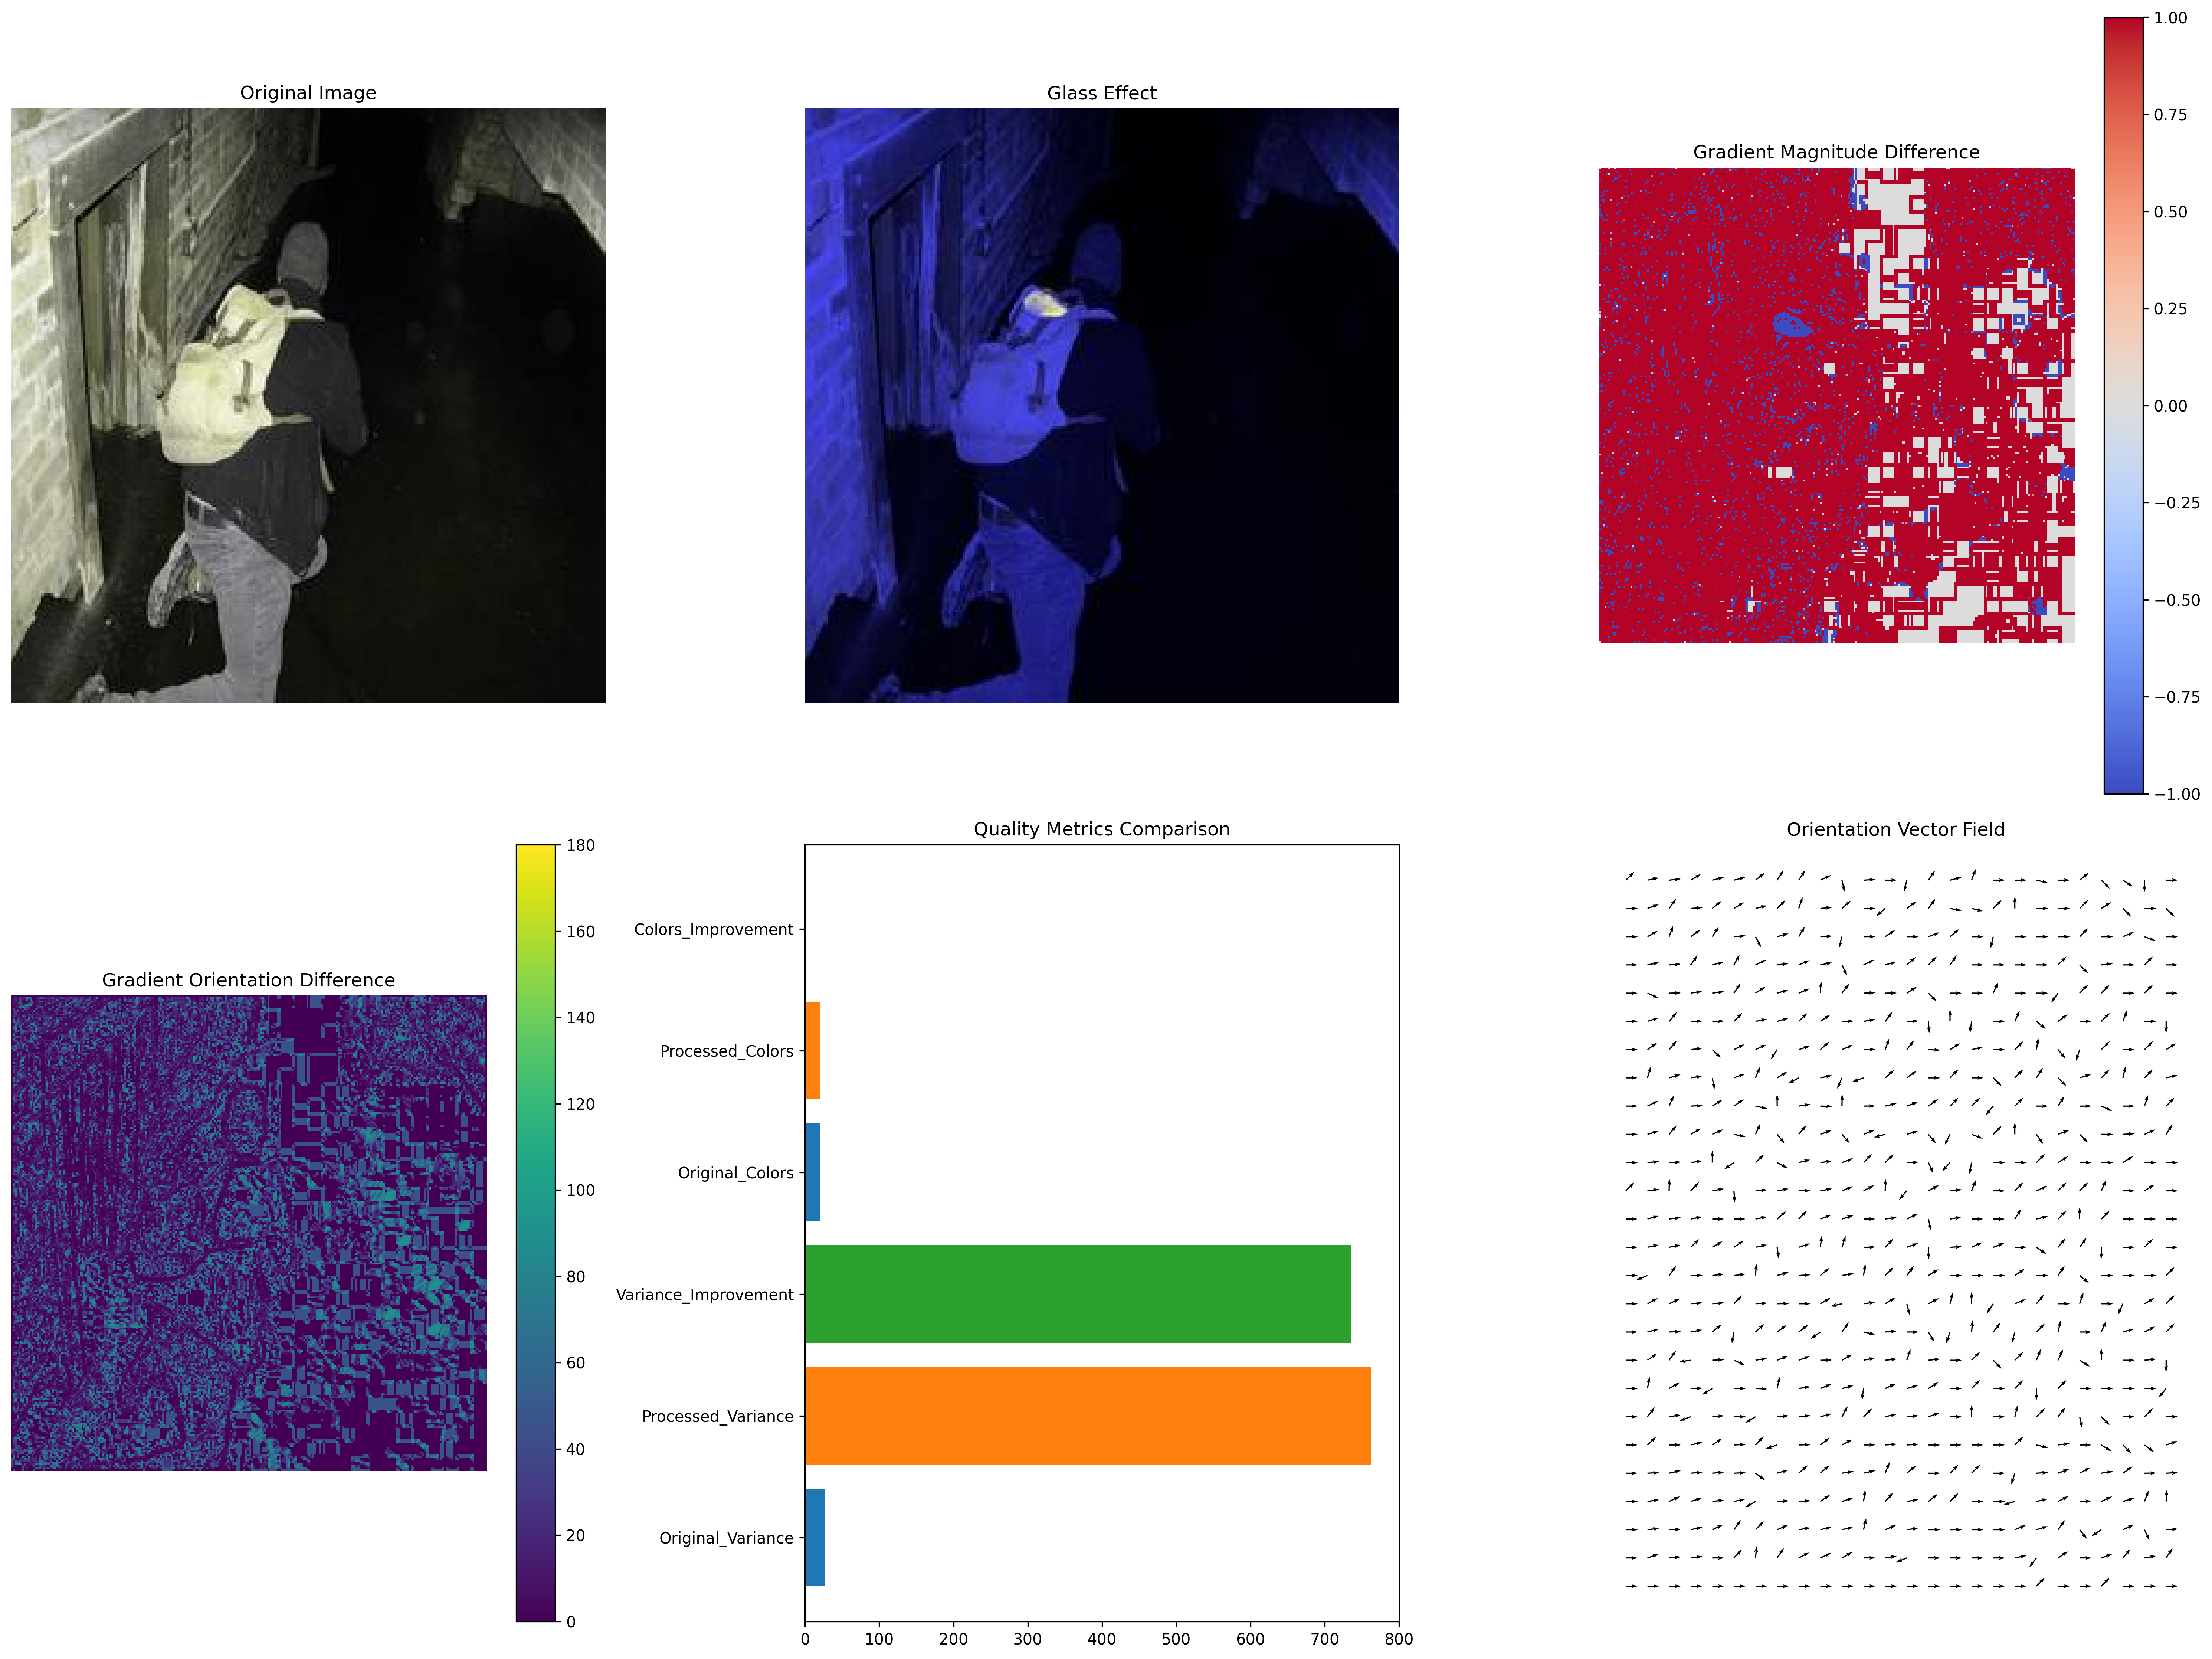 Original Image
Glass Effect
Gradient Magnitude Difference
1.00
0.75
0.50
0.25
0.00
−0.25
−0.50
−0.75
−1.00
Gradient Orientation Difference
180
160
140
120
100
80
60
40
20
0
Quality Metrics Comparison
Colors_Improvement
Processed_Colors
Original_Colors
Variance_Improvement
Processed_Variance
Original_Variance
0 100 200 300 400 500 600 700 800
Orientation Vector Field